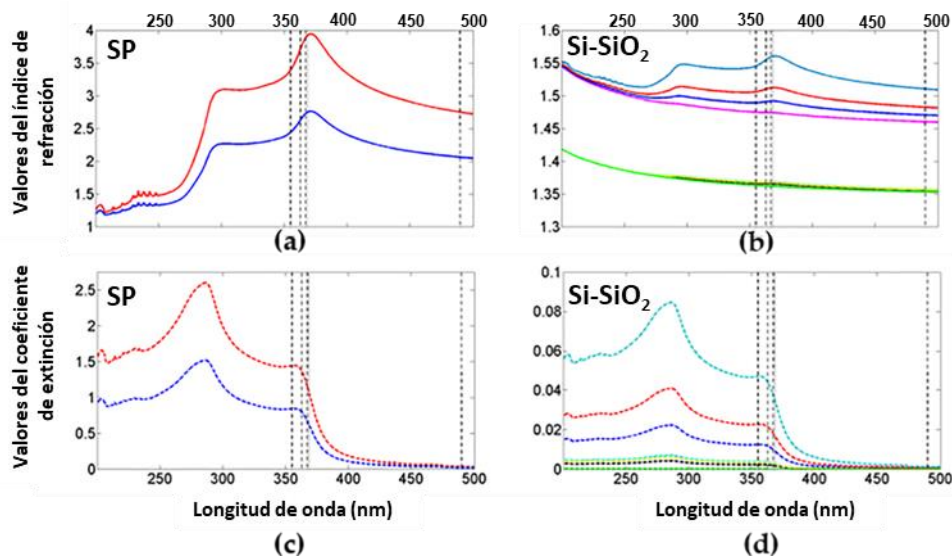 200 250 300 350 400 450 500
200 250 300 350 400 450 500
Valores del índice de
refracción
4
3.5
3
2.5
2
1.5
1
SP
(a)
1.6
1.55
1.5
1.45
1.4
1.35
1.3
Si-SiO2
(b)
Valores del coeficiente
de extinción
2.5
2
1.5
1
0.5
0
SP
250 300 350 400 450 500
Longitud de onda (nm)
(c)
0.1
0.08
0.06
0.04
0.02
0
Si-SiO2
250 300 350 400 450 500
Longitud de onda (nm)
(d)